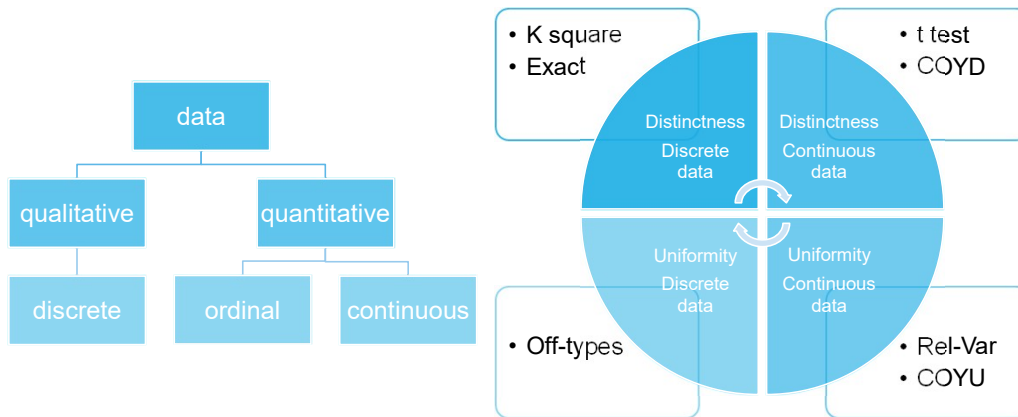 data
qualitative
quantitative
discrete
ordinal
continuous
• K square
• Exact
• t test
• COYD
Distinctness
Discrete
data
Distinctness
Continuous
data
Uniformity
Discrete
data
Uniformity
Continuous
data
• Off-types
• Rel-Var
• COYU